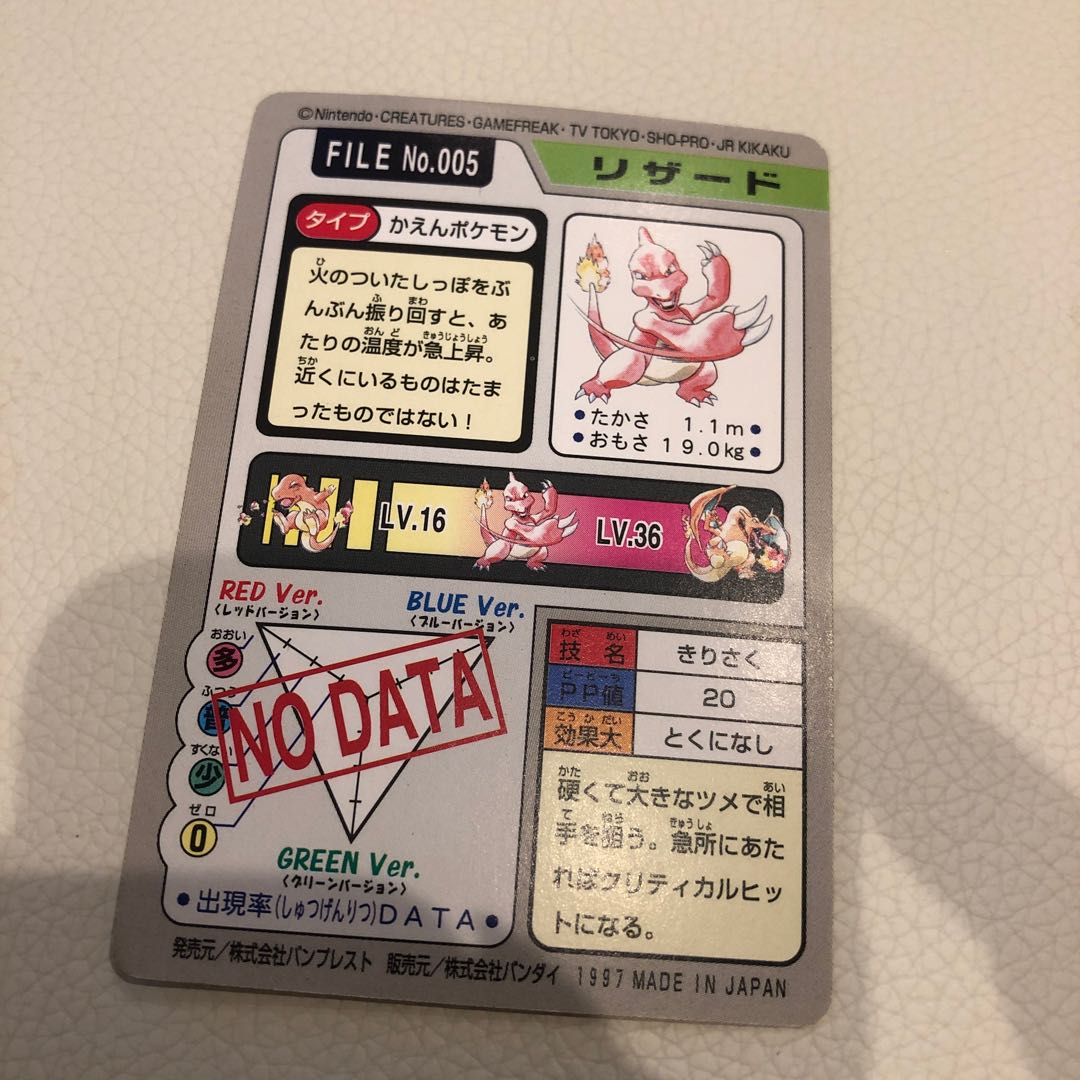 ©Nintendo・CREATURES・GAMEFREAK・TV TOKYO・SHO-PRO・JR KIKAKU
FILE No.005
リザード
タイプ かえんポケモン
火のついたしっぽをぶ
んぶん振り回すと、あ
たりの温度が急上昇。
近くにいるものはたま
ったものではない！
●たかさ 1.1m●
●おもさ 19.0kg●
LV.16
LV.36
RED Ver.
〈レッドバージョン〉
BLUE Ver.
〈ブルーバージョン〉
おおい
多
ふつう
普
すくない
少
ゼロ
0
NO DATA
GREEN Ver.
〈グリーンバージョン〉
●出現率(しゅつげんりつ)DATA●
技名 きりさく
PP値 20
効果大 とくになし
硬くて大きなツメで相
手を狙う。急所にあた
ればクリティカルヒッ
トになる。
発売元／株式会社バンプレスト 販売元／株式会社バンダイ 1997 MADE IN JAPAN